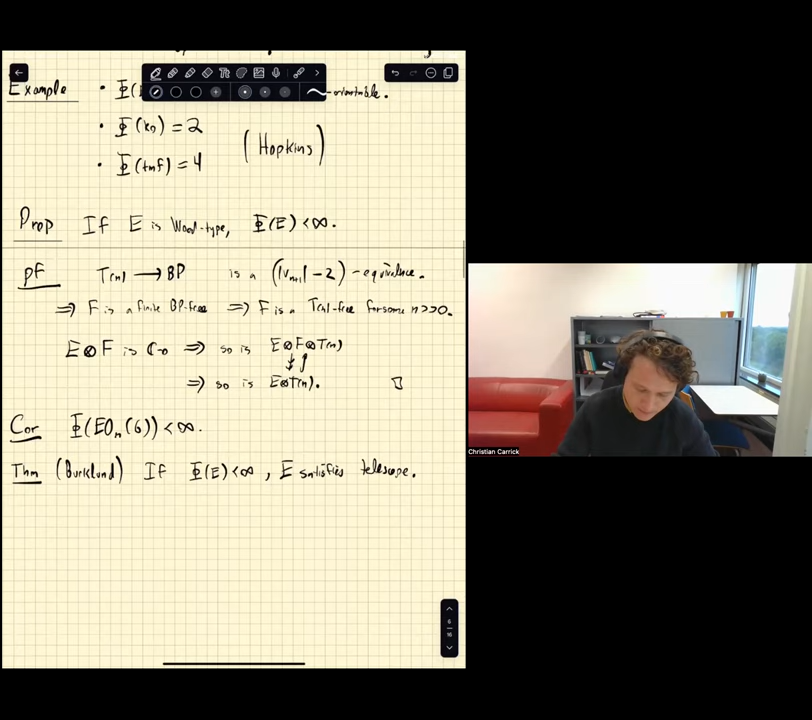 Example • Φ( -orientable.
• Φ(ko) = 2
(Hopkins)
• Φ(tmf) = 4
Prop If E is Wood-type, Φ(E) < ∞.
pf T(n) → BP is a (|v_{n+1}| - 2) - equivalence.
⇒ F is a finite BP-free ⇒ F is a T(n)-free for some n >> 0.
E ⊗ F is ℂ-o ⇒ so is E ⊗ F ⊗ T(n)
↓↑
⇒ so is E ⊗ T(n). □
Cor Φ(EO_n(G)) < ∞.
Thm (Burklund) If Φ(E) < ∞, E satisfies telescope.
6
16
Christian Carrick